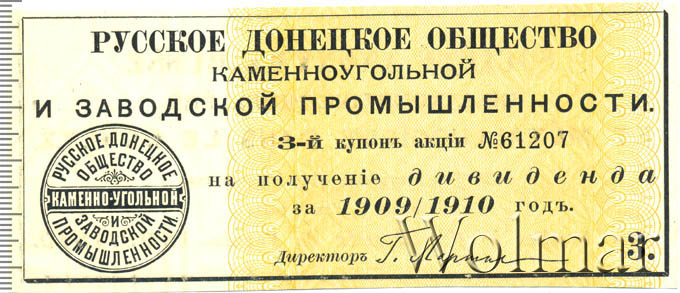 РУССКОЕ ДОНЕЦКОЕ ОБЩЕСТВО
КАМЕННОУГОЛЬНОЙ
И ЗАВОДСКОЙ ПРОМЫШЛЕННОСТИ.
3-й купонъ акціи №61207
на полученіе дивиденда
за 1909/1910 годъ.
Директоръ
3.
РУССКОЕ ДОНЕЦКОЕ
ОБЩЕСТВО
КАМЕННО-УГОЛЬНОЙ
И
ЗАВОДСКОЙ
ПРОМЫШЛЕННОСТИ.
Wolmar